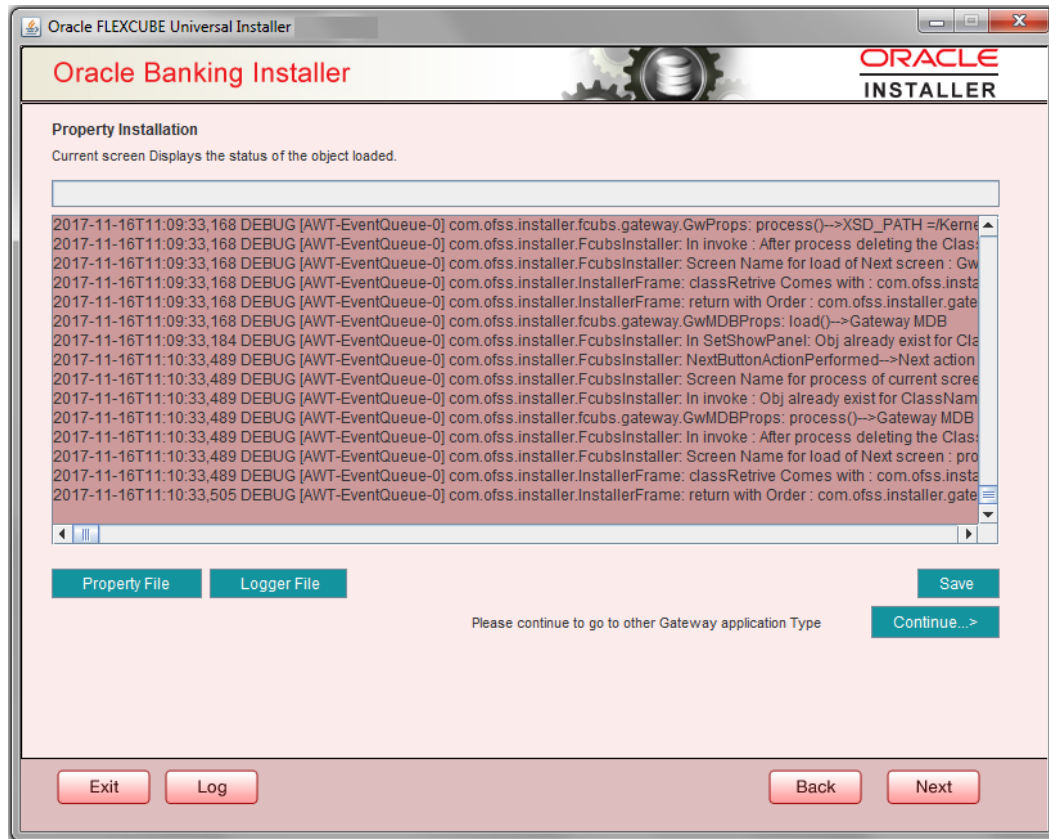 Oracle FLEXCUBE Universal Installer
Oracle Banking Installer
ORACLE
INSTALLER
Property Installation
Current screen Displays the status of the object loaded.
2017-11-16T11:09:33,168 DEBUG [AWT-EventQueue-0] com.ofss.installer.fcubs.gateway.GwProps: process()-->XSD_PATH =/Kerne
2017-11-16T11:09:33,168 DEBUG [AWT-EventQueue-0] com.ofss.installer.FcubsInstaller: In invoke : After process deleting the Clas
2017-11-16T11:09:33,168 DEBUG [AWT-EventQueue-0] com.ofss.installer.FcubsInstaller: Screen Name for load of Next screen : Gw
2017-11-16T11:09:33,168 DEBUG [AWT-EventQueue-0] com.ofss.installer.InstallerFrame: classRetrive Comes with : com.ofss.insta
2017-11-16T11:09:33,168 DEBUG [AWT-EventQueue-0] com.ofss.installer.InstallerFrame: return with Order : com.ofss.installer.gate
2017-11-16T11:09:33,168 DEBUG [AWT-EventQueue-0] com.ofss.installer.fcubs.gateway.GwMDBProps: load()-->Gateway MDB
2017-11-16T11:09:33,184 DEBUG [AWT-EventQueue-0] com.ofss.installer.FcubsInstaller: In SetShowPanel: Obj already exist for Cla
2017-11-16T11:10:33,489 DEBUG [AWT-EventQueue-0] com.ofss.installer.FcubsInstaller: NextButtonActionPerformed-->Next action
2017-11-16T11:10:33,489 DEBUG [AWT-EventQueue-0] com.ofss.installer.FcubsInstaller: Screen Name for process of current scree
2017-11-16T11:10:33,489 DEBUG [AWT-EventQueue-0] com.ofss.installer.FcubsInstaller: In invoke : Obj already exist for ClassNam
2017-11-16T11:10:33,489 DEBUG [AWT-EventQueue-0] com.ofss.installer.fcubs.gateway.GwMDBProps: process()-->Gateway MDB
2017-11-16T11:10:33,489 DEBUG [AWT-EventQueue-0] com.ofss.installer.FcubsInstaller: In invoke : After process deleting the Clas
2017-11-16T11:10:33,489 DEBUG [AWT-EventQueue-0] com.ofss.installer.FcubsInstaller: Screen Name for load of Next screen : pro
2017-11-16T11:10:33,489 DEBUG [AWT-EventQueue-0] com.ofss.installer.InstallerFrame: classRetrive Comes with : com.ofss.insta
2017-11-16T11:10:33,505 DEBUG [AWT-EventQueue-0] com.ofss.installer.InstallerFrame: return with Order : com.ofss.installer.gate
Property File Logger File Save
Please continue to go to other Gateway application Type Continue...>
Exit Log Back Next